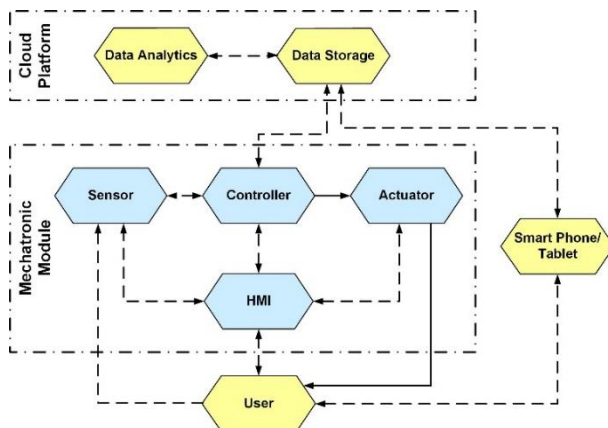 Cloud
Platform
Data Analytics
Data Storage
Mechatronic
Module
Sensor
Controller
Actuator
Smart Phone/
Tablet
HMI
User